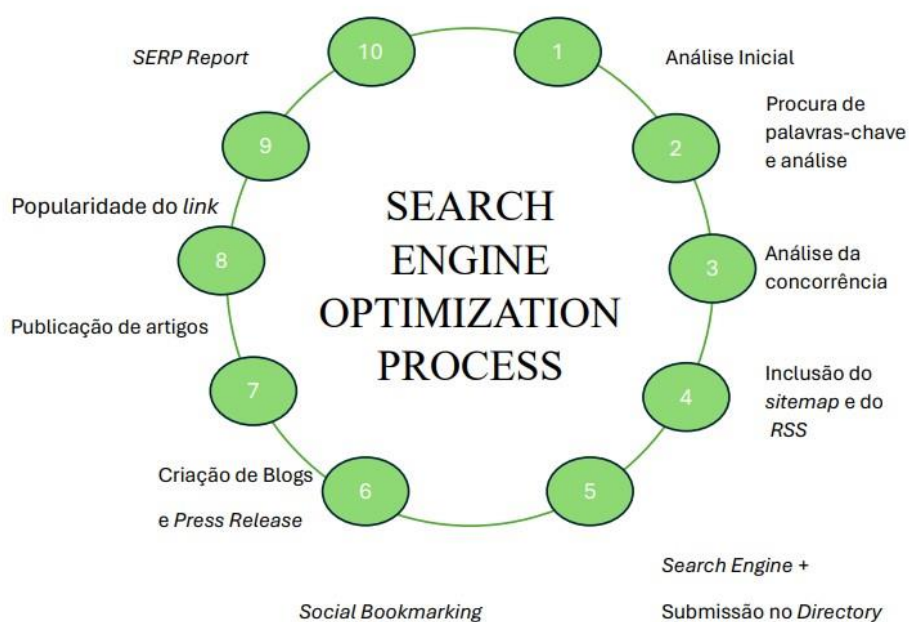 10
1
SERP Report
Análise Inicial
Procura de
palavras-chave
e análise
9
2
Popularidade do link
SEARCH
ENGINE
OPTIMIZATION
PROCESS
8
3
Análise da
concorrência
Publicação de artigos
7
4
Inclusão do
sitemap e do
RSS
Criação de Blogs
e Press Release
6
5
Search Engine +
Submissão no Directory
Social Bookmarking